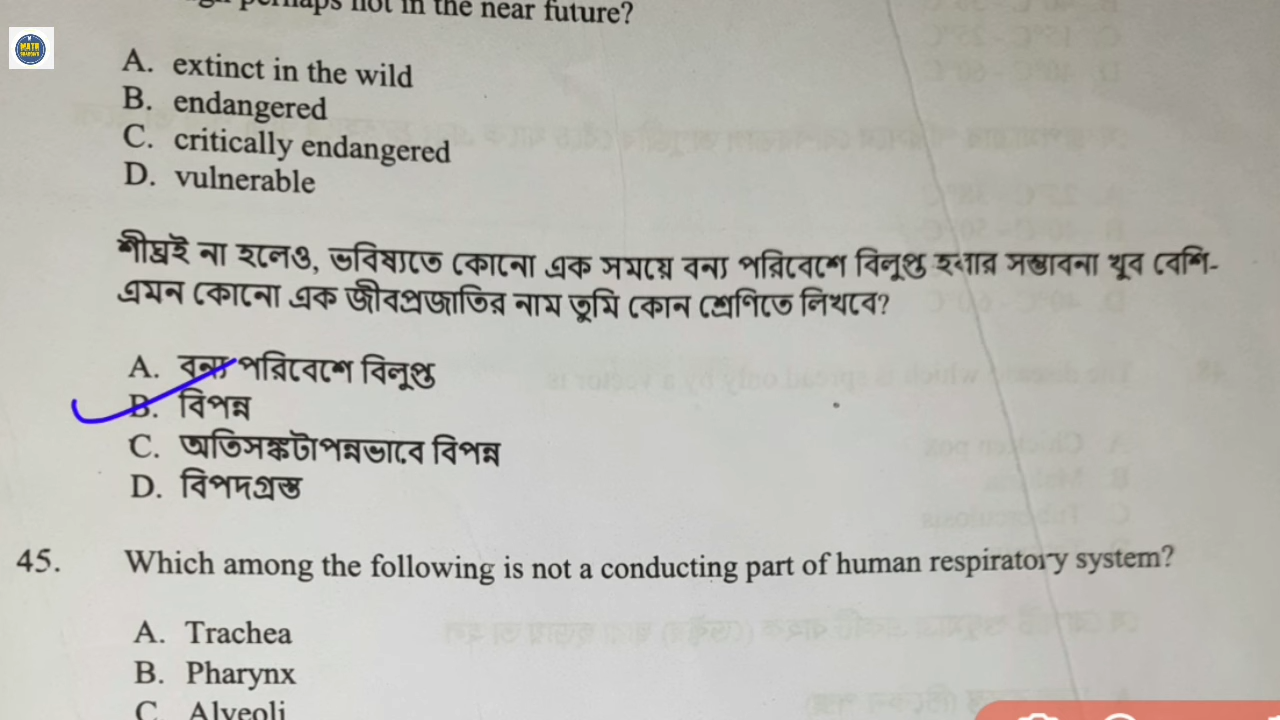 not in the near future?
A. extinct in the wild
B. endangered
C. critically endangered
D. vulnerable
শীঘ্রই না হলেও, ভবিষ্যতে কোনো এক সময়ে বন্য পরিবেশে বিলুপ্ত হবার সম্ভাবনা খুব বেশি-
এমন কোনো এক জীবপ্রজাতির নাম তুমি কোন শ্রেণিতে লিখবে?
A. বন্য পরিবেশে বিলুপ্ত
B. বিপন্ন
C. অতিসঙ্কটাপন্নভাবে বিপন্ন
D. বিপদগ্রস্ত
45. Which among the following is not a conducting part of human respiratory system?
A. Trachea
B. Pharynx
C. Alveoli